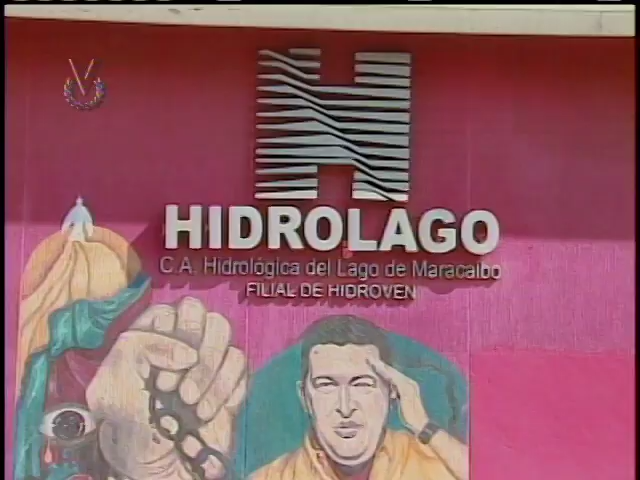 HIDROLAGO
C.A. Hidrológica del Lago de Maracaibo
FILIAL DE HIDROVEN